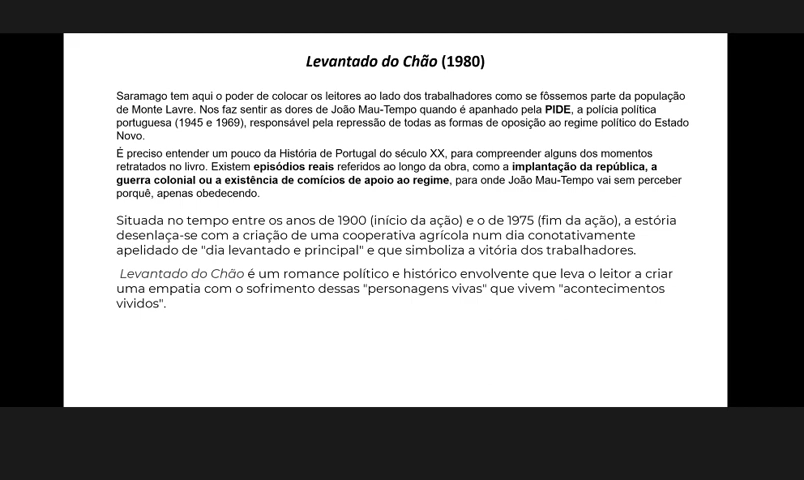 Levantado do Chão (1980)
Saramago tem aqui o poder de colocar os leitores ao lado dos trabalhadores como se fôssemos parte da população
de Monte Lavre. Nos faz sentir as dores de João Mau-Tempo quando é apanhado pela PIDE, a polícia política
portuguesa (1945 e 1969), responsável pela repressão de todas as formas de oposição ao regime político do Estado
Novo.
É preciso entender um pouco da História de Portugal do século XX, para compreender alguns dos momentos
retratados no livro. Existem episódios reais referidos ao longo da obra, como a implantação da república, a
guerra colonial ou a existência de comícios de apoio ao regime, para onde João Mau-Tempo vai sem perceber
porquê, apenas obedecendo.
Situada no tempo entre os anos de 1900 (início da ação) e o de 1975 (fim da ação), a estória
desenlaça-se com a criação de uma cooperativa agrícola num dia conotativamente
apelidado de "dia levantado e principal" e que simboliza a vitória dos trabalhadores.
Levantado do Chão é um romance político e histórico envolvente que leva o leitor a criar
uma empatia com o sofrimento dessas "personagens vivas" que vivem "acontecimentos
vividos".